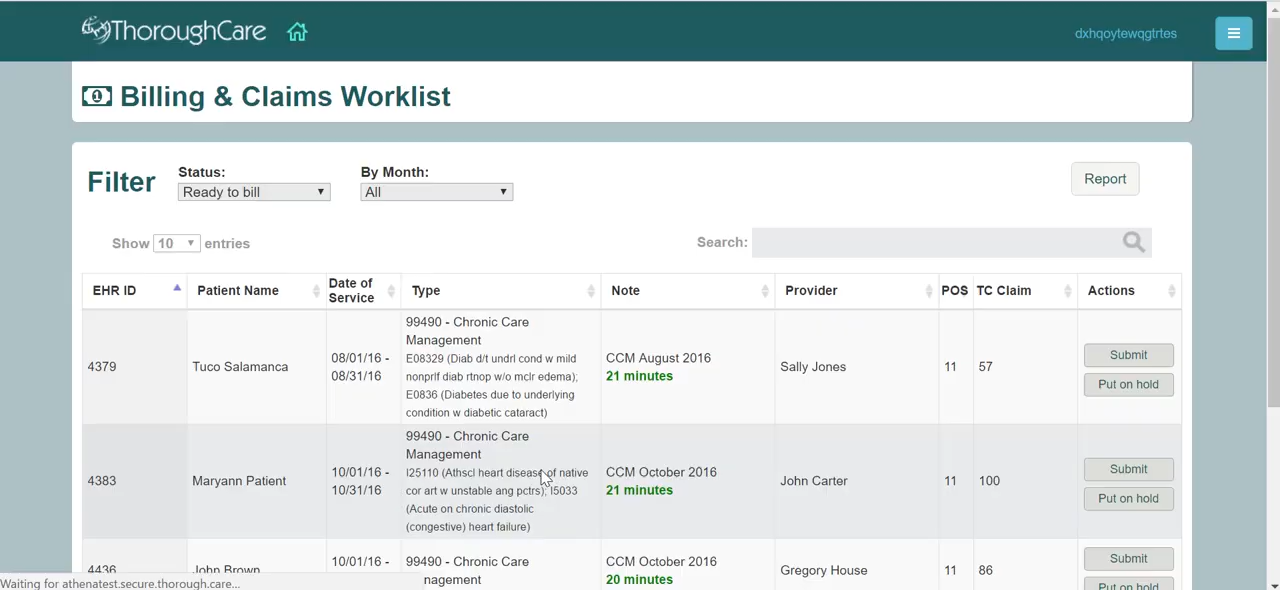 ThoroughCare
dxhqoytewqgtrtes
Billing & Claims Worklist
Filter
Status:
Ready to bill
By Month:
All
Report
Show 10 entries
Search:
EHR ID
Patient Name
Date of
Service
Type
Note
Provider
POS
TC Claim
Actions
4379
Tuco Salamanca
08/01/16 -
08/31/16
99490 - Chronic Care
Management
E08329 (Diab d/t undrl cond w mild
nonprlf diab rtnop w/o mclr edema);
E0836 (Diabetes due to underlying
condition w diabetic cataract)
CCM August 2016
21 minutes
Sally Jones
11
57
Submit
Put on hold
4383
Maryann Patient
10/01/16 -
10/31/16
99490 - Chronic Care
Management
I25110 (Athscl heart disease of native
cor art w unstable ang pctrs); I5033
(Acute on chronic diastolic
(congestive) heart failure)
CCM October 2016
21 minutes
John Carter
11
100
Submit
Put on hold
4436
John Brown
10/01/16 -
99490 - Chronic Care
nagement
CCM October 2016
20 minutes
Gregory House
11
86
Submit
Put on hold
Waiting for athenatest.secure.thorough.care...